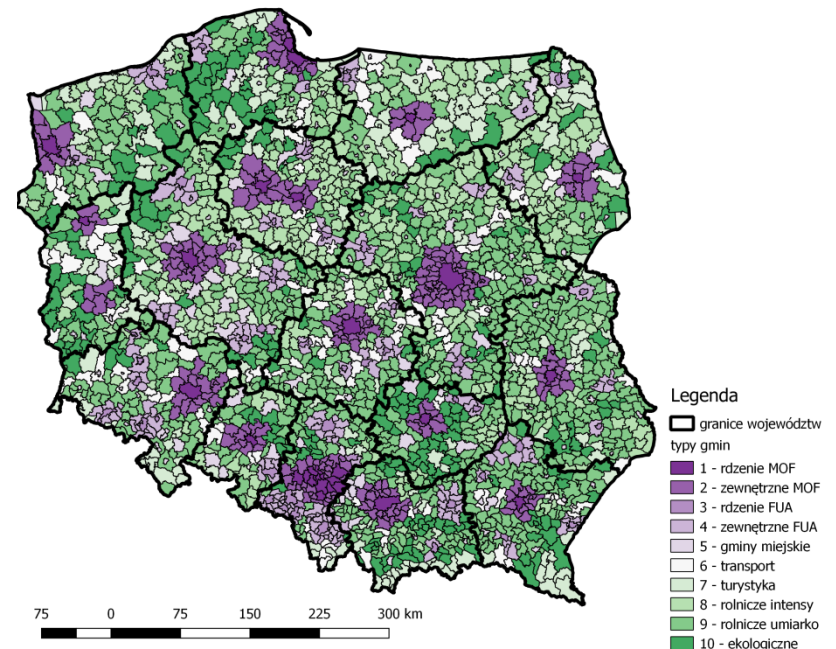 Legenda
granice województw
typy gmin
1 - rdzenie MOF
2 - zewnętrzne MOF
3 - rdzenie FUA
4 - zewnętrzne FUA
5 - gminy miejskie
6 - transport
7 - turystyka
8 - rolnicze intensy
9 - rolnicze umiarko
10 - ekologiczne
75 0 75 150 225 300 km